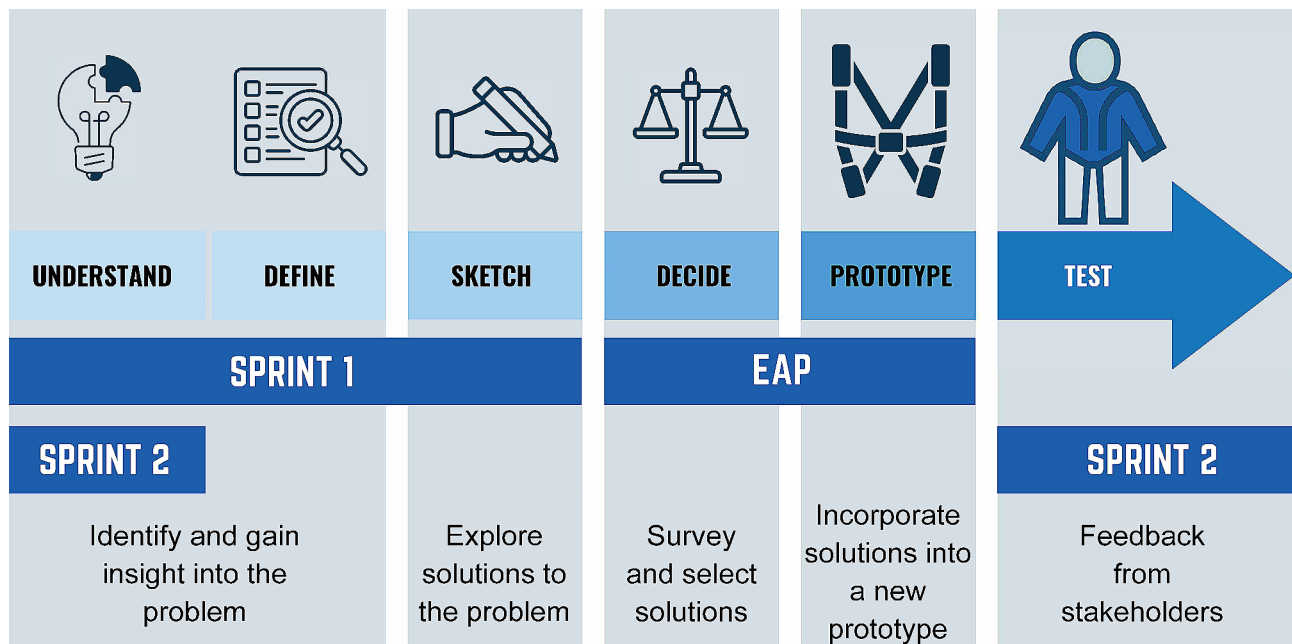 UNDERSTAND
DEFINE
SKETCH
DECIDE
PROTOTYPE
TEST
SPRINT 1
EAP
SPRINT 2
SPRINT 2
Identify and gain
insight into the
problem
Explore
solutions to
the problem
Survey
and select
solutions
Incorporate
solutions into
a new
prototype
Feedback
from
stakeholders